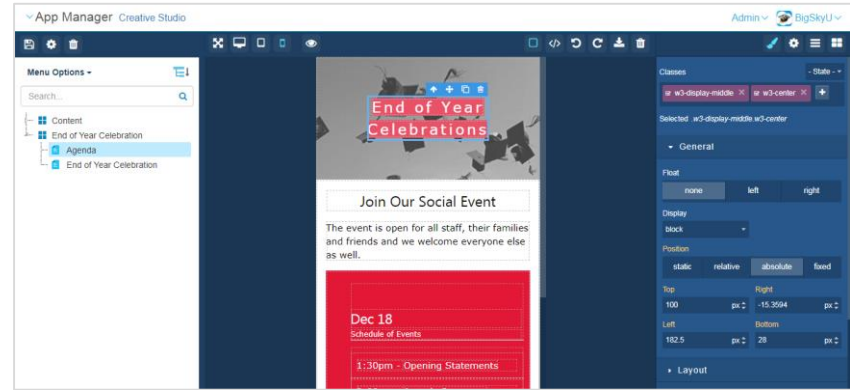 App Manager Creative Studio
Admin
BigSkyU
Menu Options
Search...
Content
End of Year Celebration
Agenda
End of Year Celebration
End of Year
Celebrations
Join Our Social Event
The event is open for all staff, their families
and friends and we welcome everyone else
as well.
Dec 18
Schedule of Events
1:30pm - Opening Statements
Classes
- State -
w3-display-middle
w3-center
Selected .w3-display-middle.w3-center
General
Float
none left right
Display
block
Position
static relative absolute fixed
Top Right
100 px -15.3594 px
Left Bottom
182.5 px 28 px
Layout